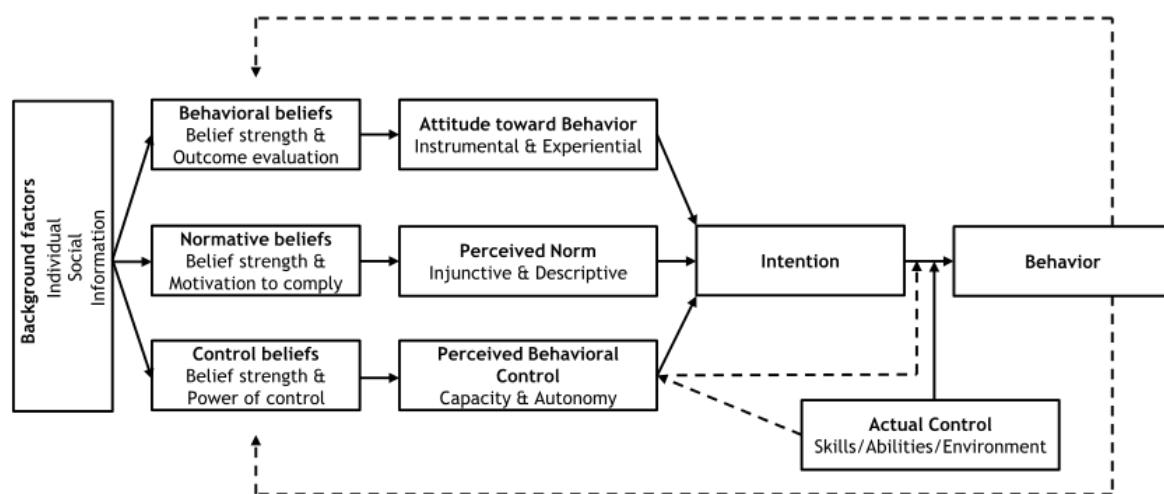 Background factors
Individual
Social
Information
Behavioral beliefs
Belief strength &
Outcome evaluation
Attitude toward Behavior
Instrumental & Experiential
Normative beliefs
Belief strength &
Motivation to comply
Perceived Norm
Injunctive & Descriptive
Intention
Behavior
Control beliefs
Belief strength &
Power of control
Perceived Behavioral
Control
Capacity & Autonomy
Actual Control
Skills/Abilities/Environment